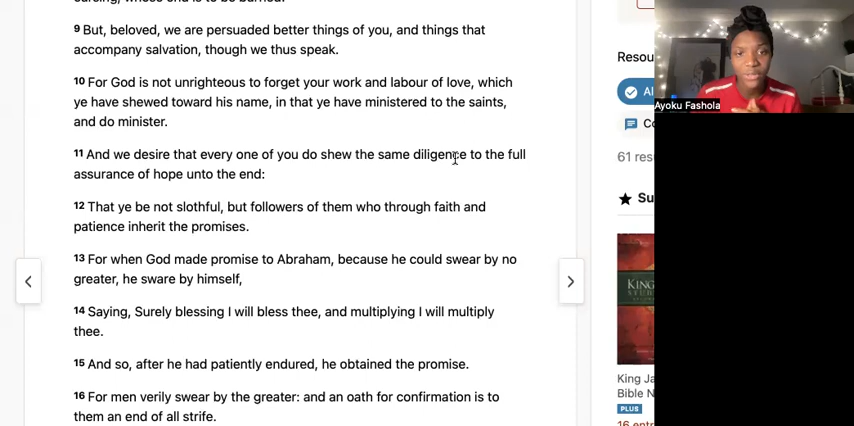 9 But, beloved, we are persuaded better things of you, and things that
accompany salvation, though we thus speak.
10 For God is not unrighteous to forget your work and labour of love, which
ye have shewed toward his name, in that ye have ministered to the saints,
and do minister.
11 And we desire that every one of you do shew the same diligence to the full
assurance of hope unto the end:
12 That ye be not slothful, but followers of them who through faith and
patience inherit the promises.
13 For when God made promise to Abraham, because he could swear by no
greater, he sware by himself,
14 Saying, Surely blessing I will bless thee, and multiplying I will multiply
thee.
15 And so, after he had patiently endured, he obtained the promise.
16 For men verily swear by the greater: and an oath for confirmation is to
them an end of all strife.
Ayoku Fashola
61
KING
King Ja
Bible N
PLUS
16